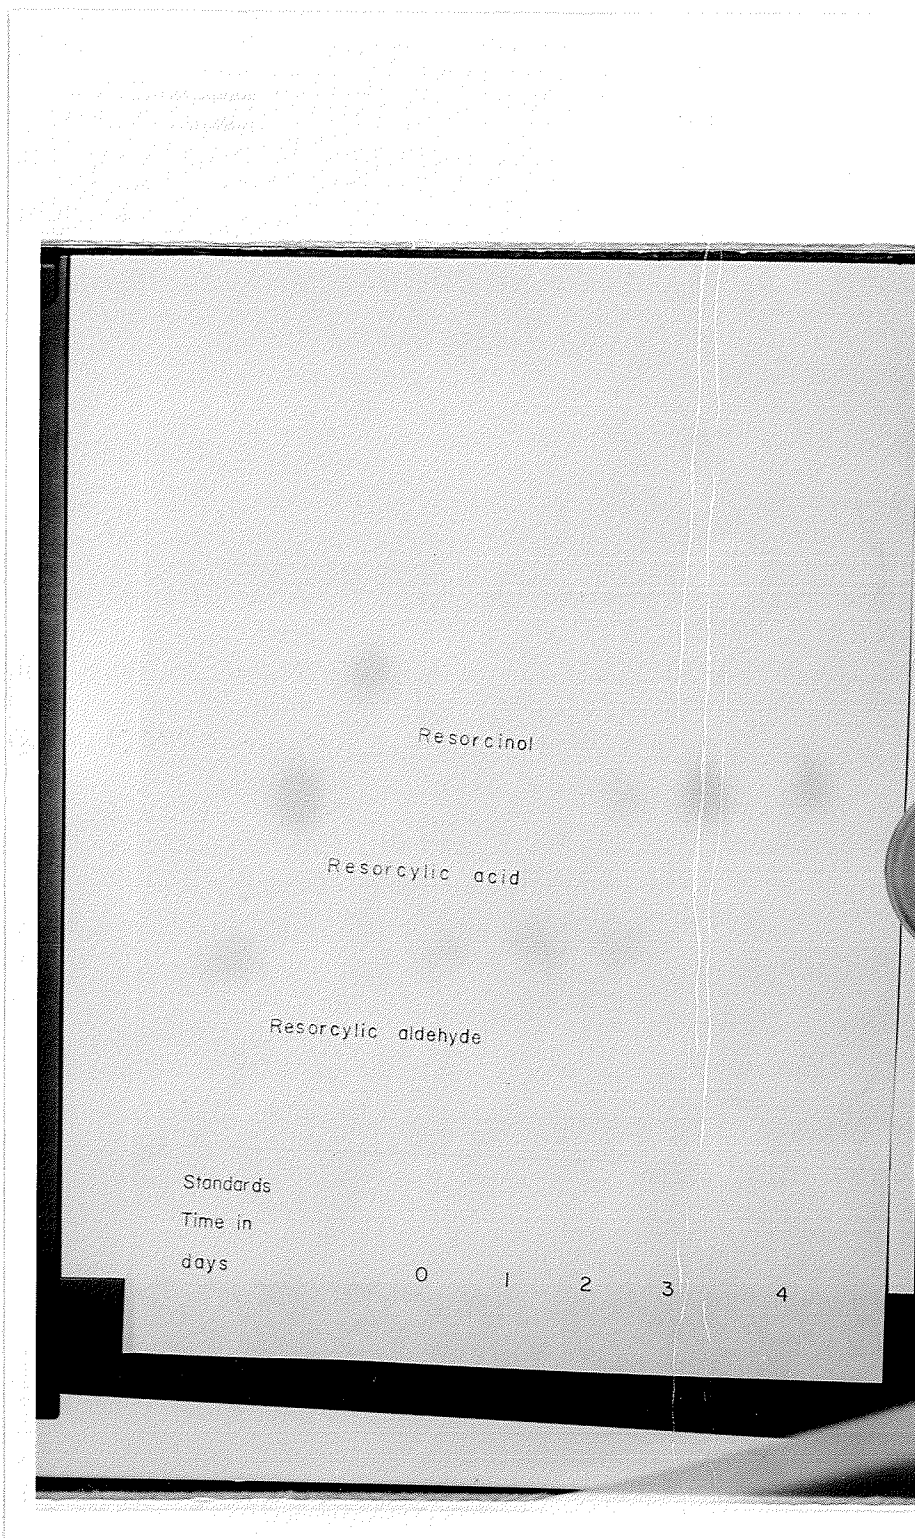 Resorcinol
Resorcylic acid
Resorcylic aldehyde
Standards
Time in
days
0 1 2 3 4